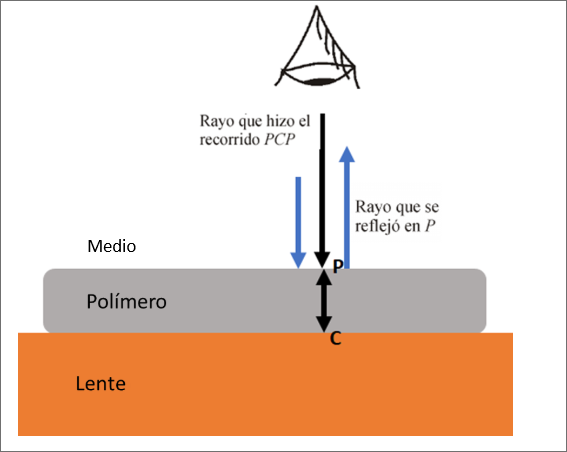 Rayo que hizo el
recorrido PCP
Rayo que se
reflejó en P
Medio
P
Polímero
C
Lente